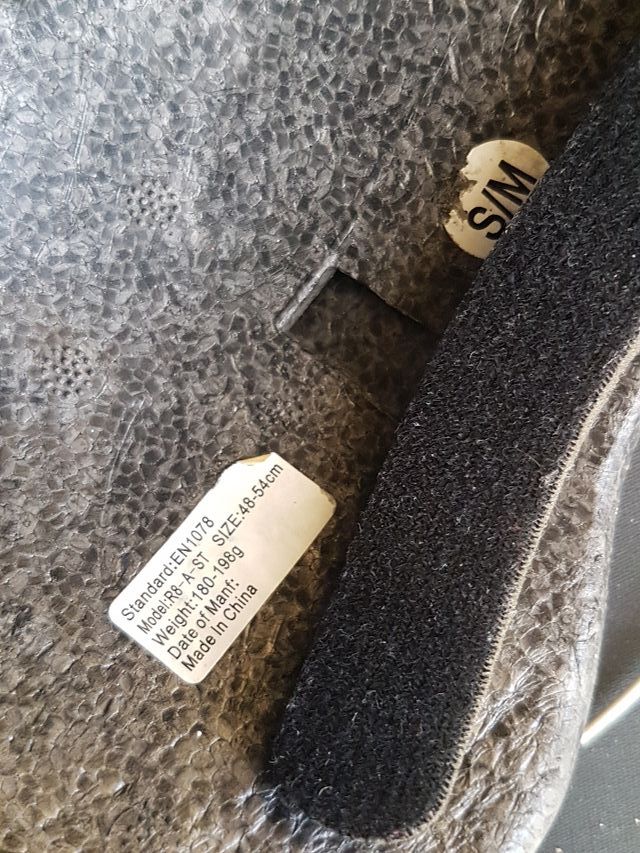 S/M
Standard:EN1078
Model:R8-A-ST SIZE:48-54cm
Weight:180-198g
Date of Manf:
Made In China